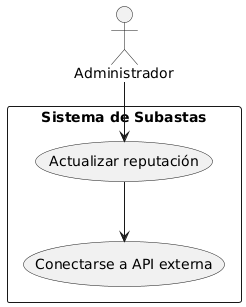 Administrador
Sistema de Subastas
Actualizar reputación
Conectarse a API externa